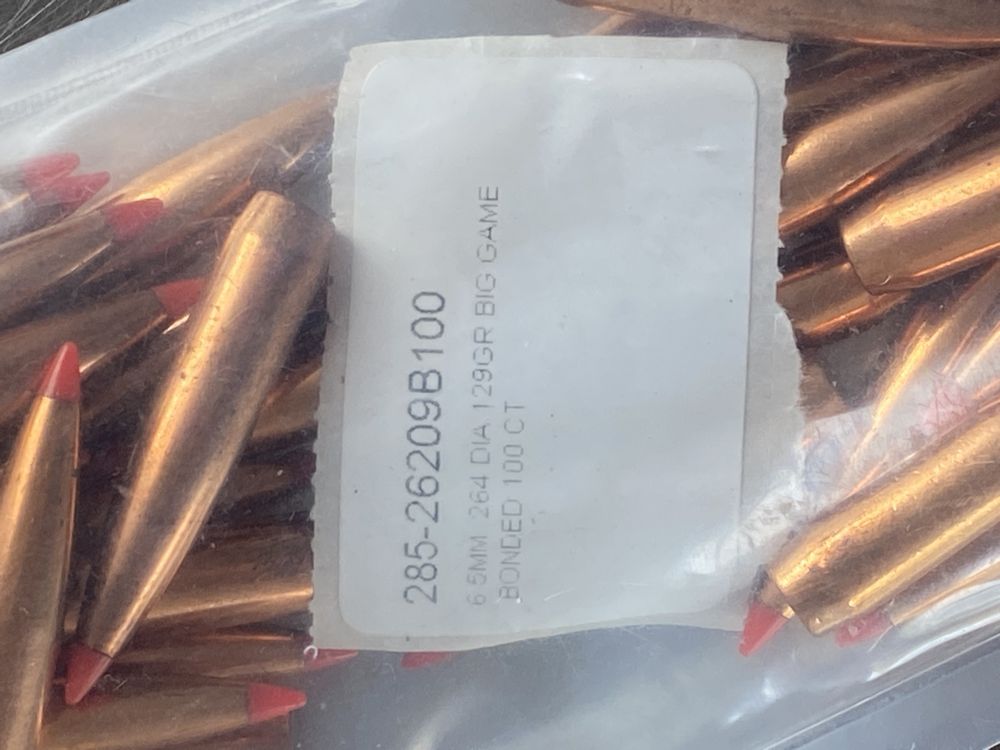 285-26209B100
6 5MM 264 DIA 129GR BIG GAME
BONDED 100 CT